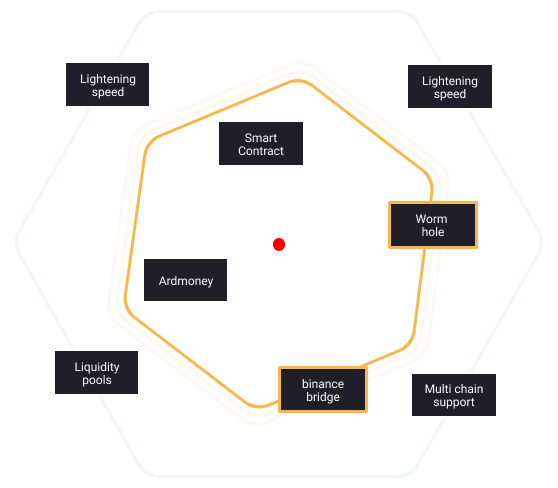 Lightening
speed
Lightening
speed
Smart
Contract
Worm
hole
Ardmoney
Liquidity
pools
binance
bridge
Multi chain
support